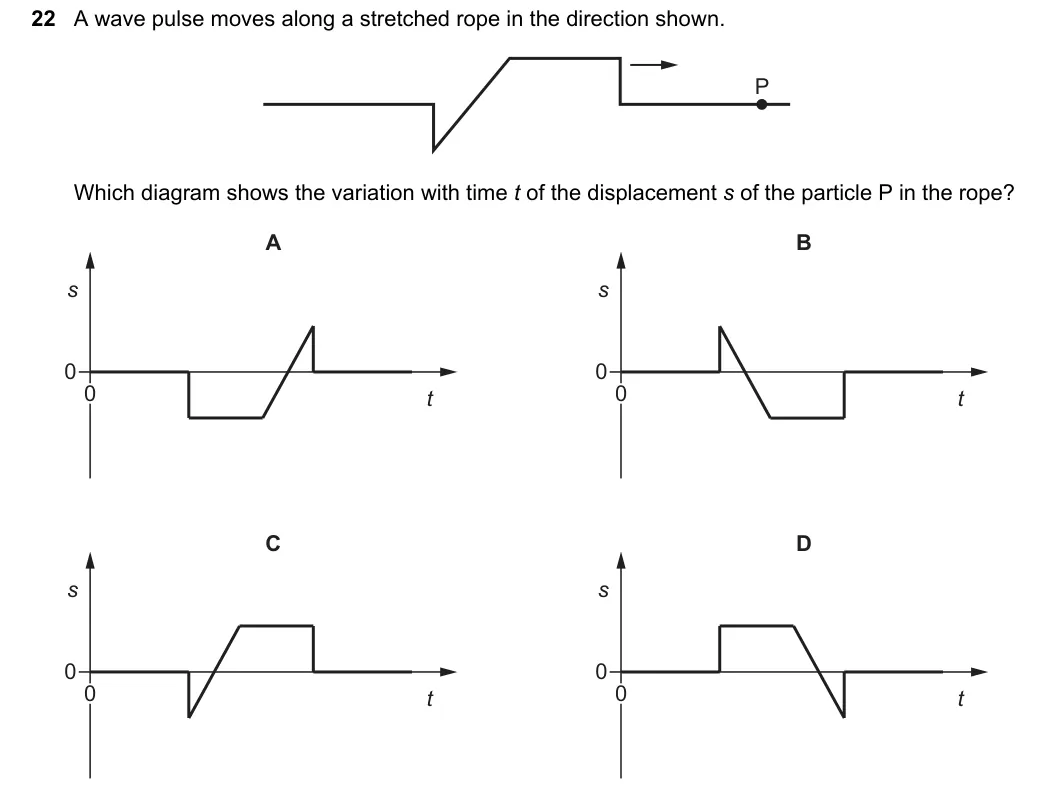 22 A wave pulse moves along a stretched rope in the direction shown.
P
Which diagram shows the variation with time t of the displacement s of the particle P in the rope?
A
s
0
0
t
B
s
0
0
t
C
s
0
0
t
D
s
0
0
t